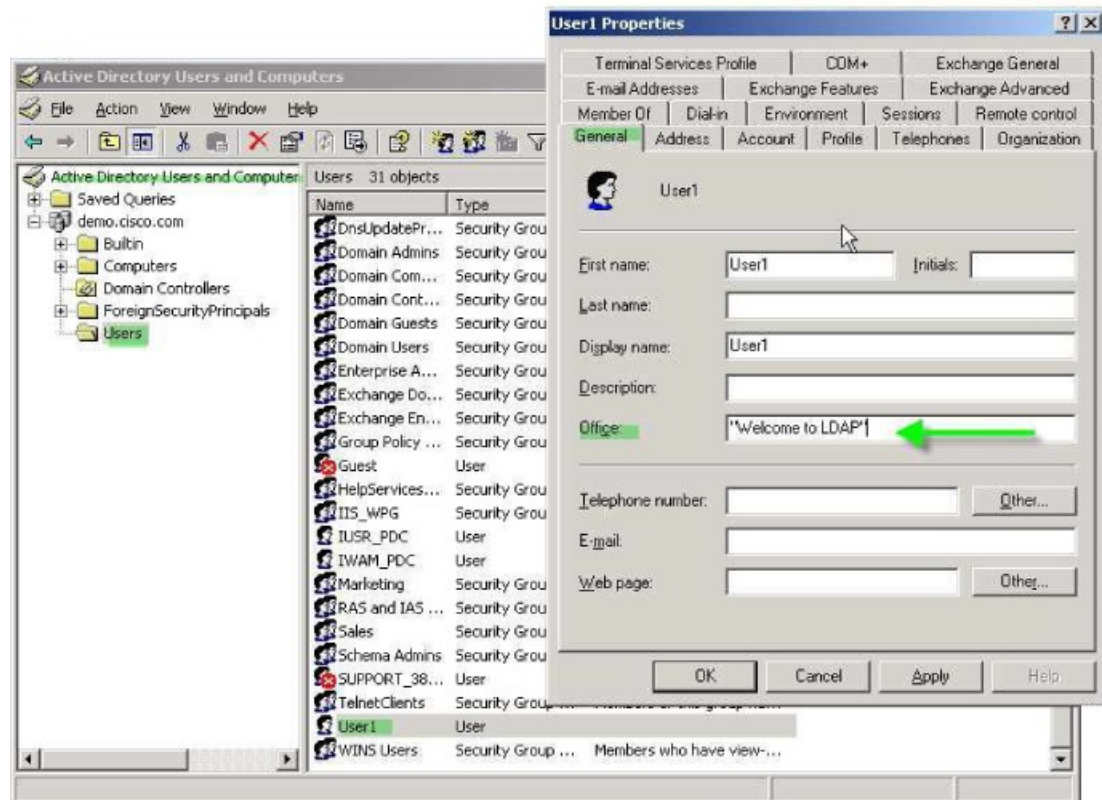 Active Directory Users and Computers
File Action View Window Help
Active Directory Users and Computer
Saved Queries
demo.cisco.com
Builtin
Computers
Domain Controllers
ForeignSecurityPrincipals
Users
Users 31 objects
Name Type
DnsUpdatePr... Security Grou
Domain Admins Security Grou
Domain Com... Security Grou
Domain Cont... Security Grou
Domain Guests Security Grou
Domain Users Security Grou
Enterprise A... Security Grou
Exchange Do... Security Grou
Exchange En... Security Grou
Group Policy ... Security Grou
Guest User
HelpServices... Security Grou
IIS_WPG Security Grou
IUSR_PDC User
IWAM_PDC User
Marketing Security Grou
RAS and IAS ... Security Grou
Sales Security Grou
Schema Admins Security Grou
SUPPORT_38... User
TelnetClients Security Group ...
User1 User
WINS Users Security Group ... Members who have view-...
User1 Properties
Terminal Services Profile COM+ Exchange General
E-mail Addresses Exchange Features Exchange Advanced
Member Of Dial-in Environment Sessions Remote control
General Address Account Profile Telephones Organization
User1
First name: User1 Initials:
Last name:
Display name: User1
Description:
Office: "Welcome to LDAP"
Telephone number: Other...
E-mail:
Web page: Other...
OK Cancel Apply Help